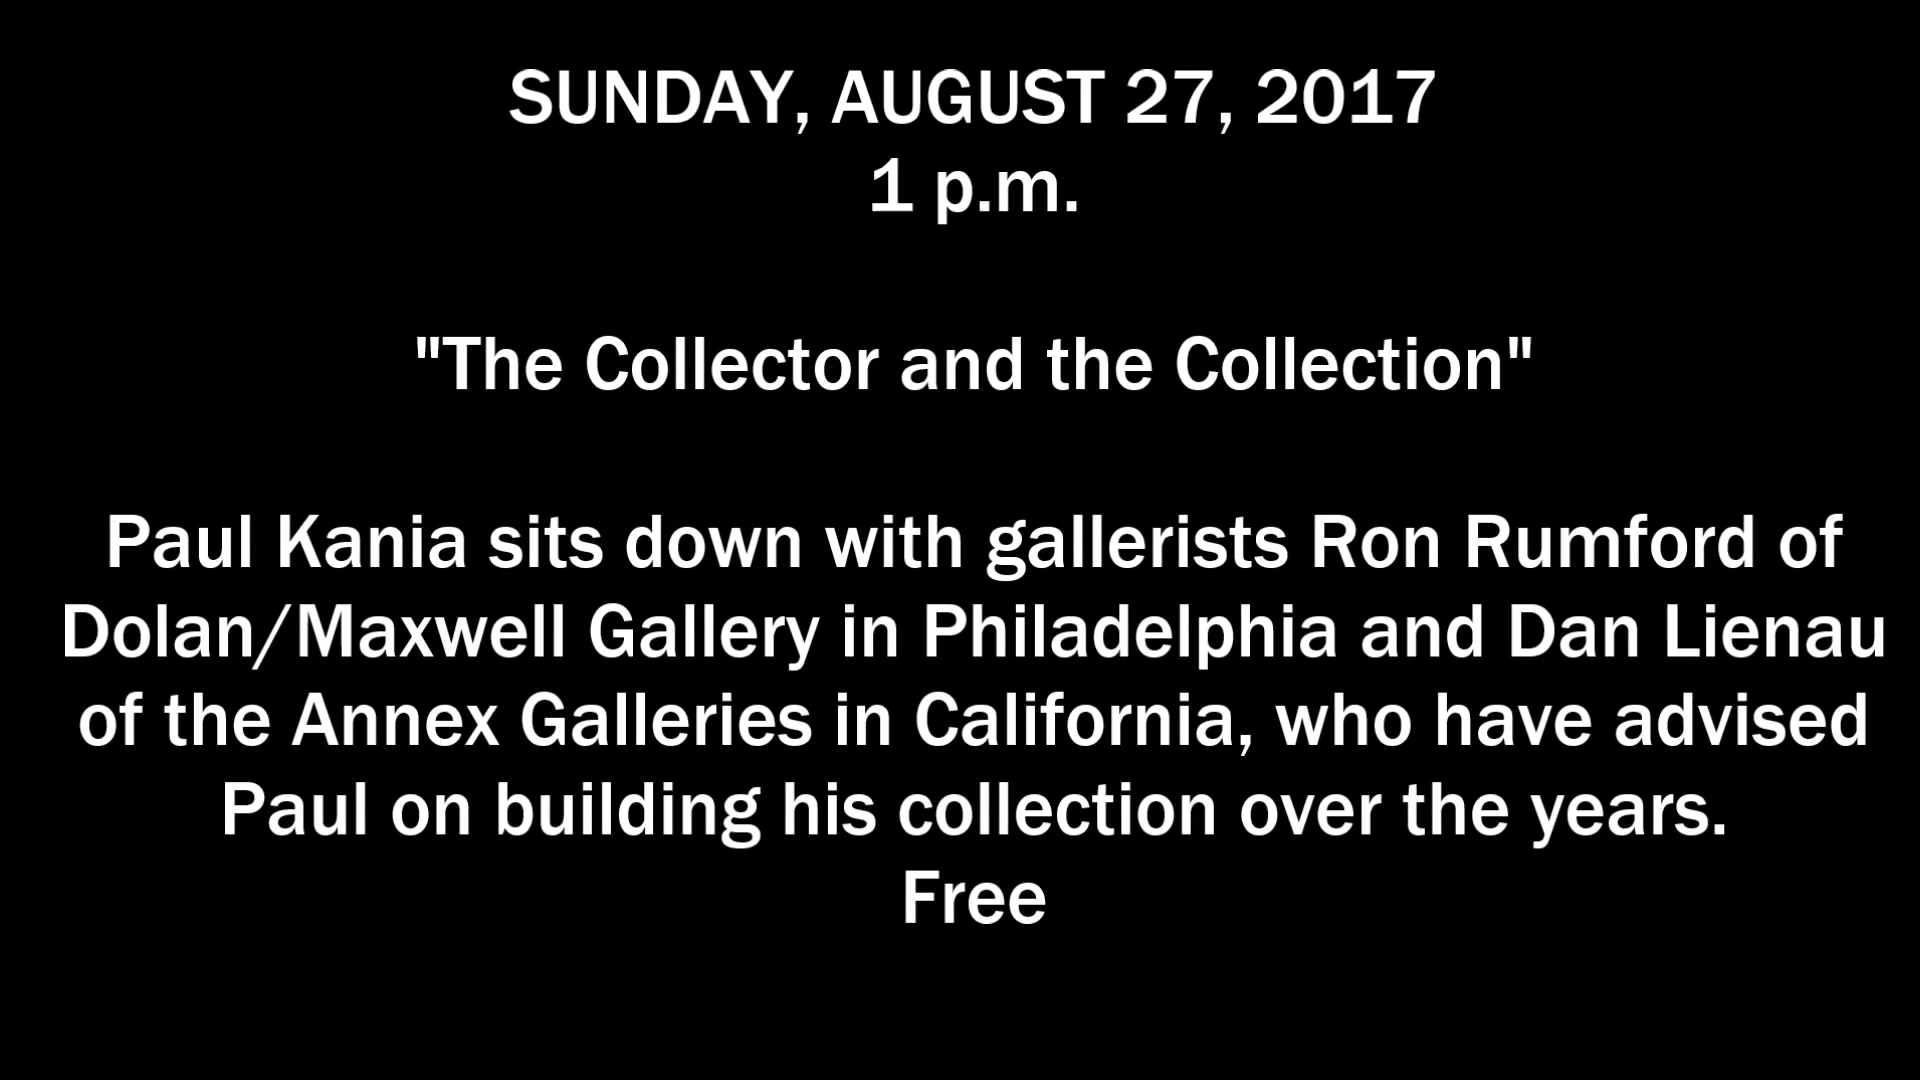 SUNDAY, AUGUST 27, 2017
1 p.m.
"The Collector and the Collection"
Paul Kania sits down with gallerists Ron Rumford of
Dolan/Maxwell Gallery in Philadelphia and Dan Lienau
of the Annex Galleries in California, who have advised
Paul on building his collection over the years.
Free